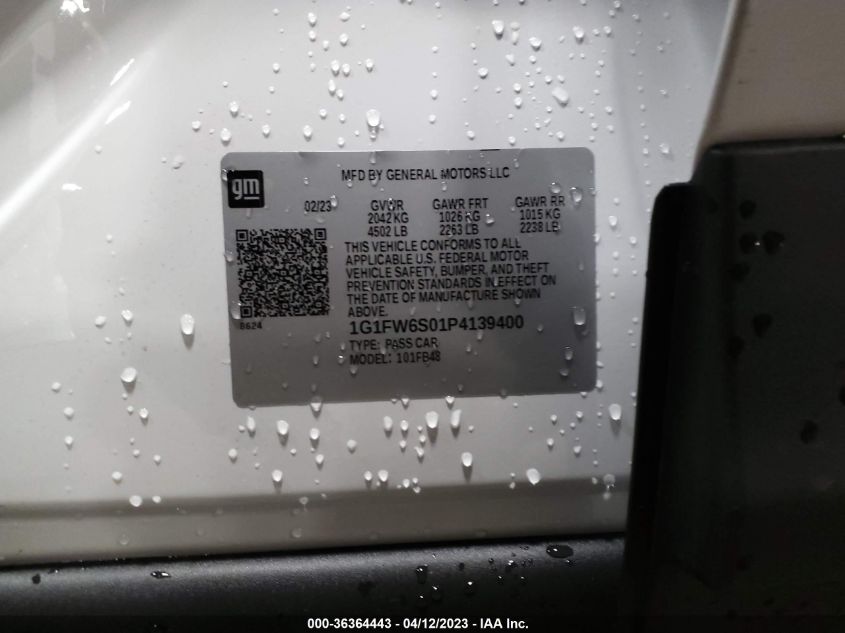 MFD BY GENERAL MOTORS LLC
gm
02/23 GVWR GAWR FRT GAWR RR
2042 KG 1026 KG 1015 KG
4502 LB 2263 LB 2238 LB
THIS VEHICLE CONFORMS TO ALL
APPLICABLE U.S. FEDERAL MOTOR
VEHICLE SAFETY, BUMPER, AND THEFT
PREVENTION STANDARDS IN EFFECT ON
THE DATE OF MANUFACTURE SHOWN
ABOVE.
8624
1G1FW6S01P4139400
TYPE: PASS CAR
MODEL: 101FB48
000-36364443 - 04/12/2023 - IAA Inc.